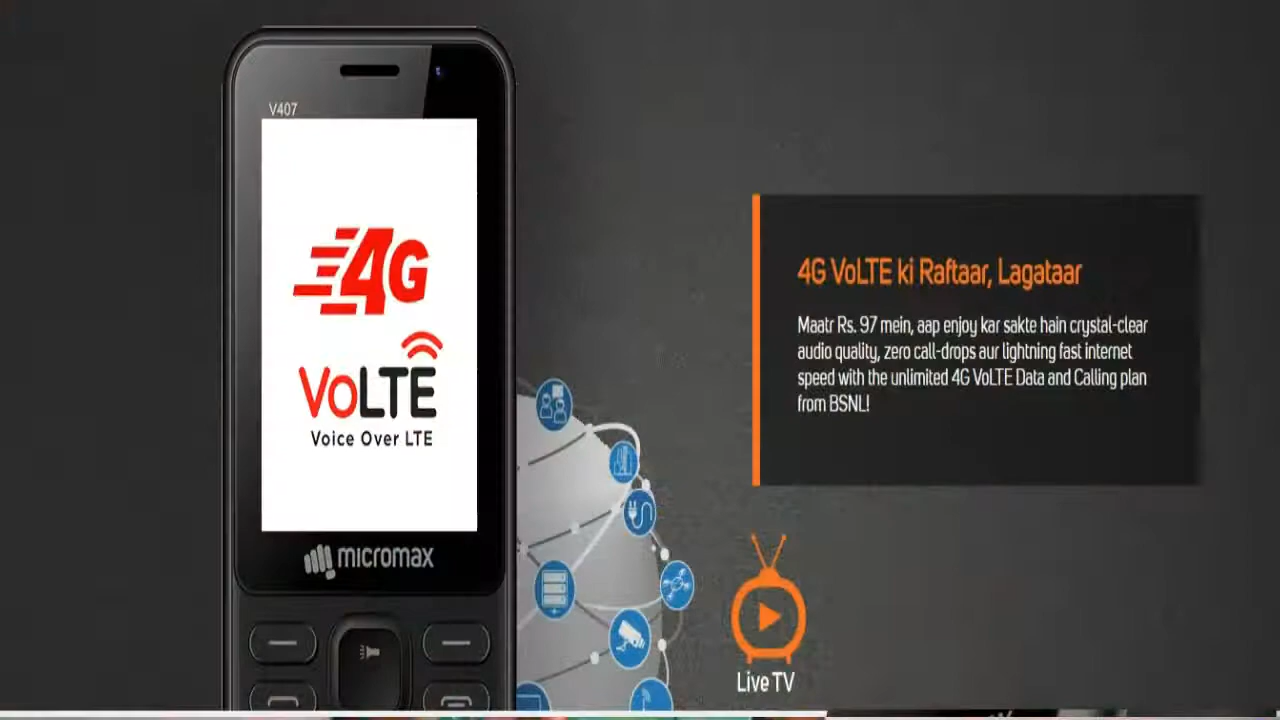 V407
4G
VoLTE
Voice Over LTE
micromax
4G VoLTE ki Raftaar, Lagataar
Maatr Rs. 97 mein, aap enjoy kar sakte hain crystal-clear
audio quality, zero call-drops aur lightning fast internet
speed with the unlimited 4G VoLTE Data and Calling plan
from BSNL!
Live TV